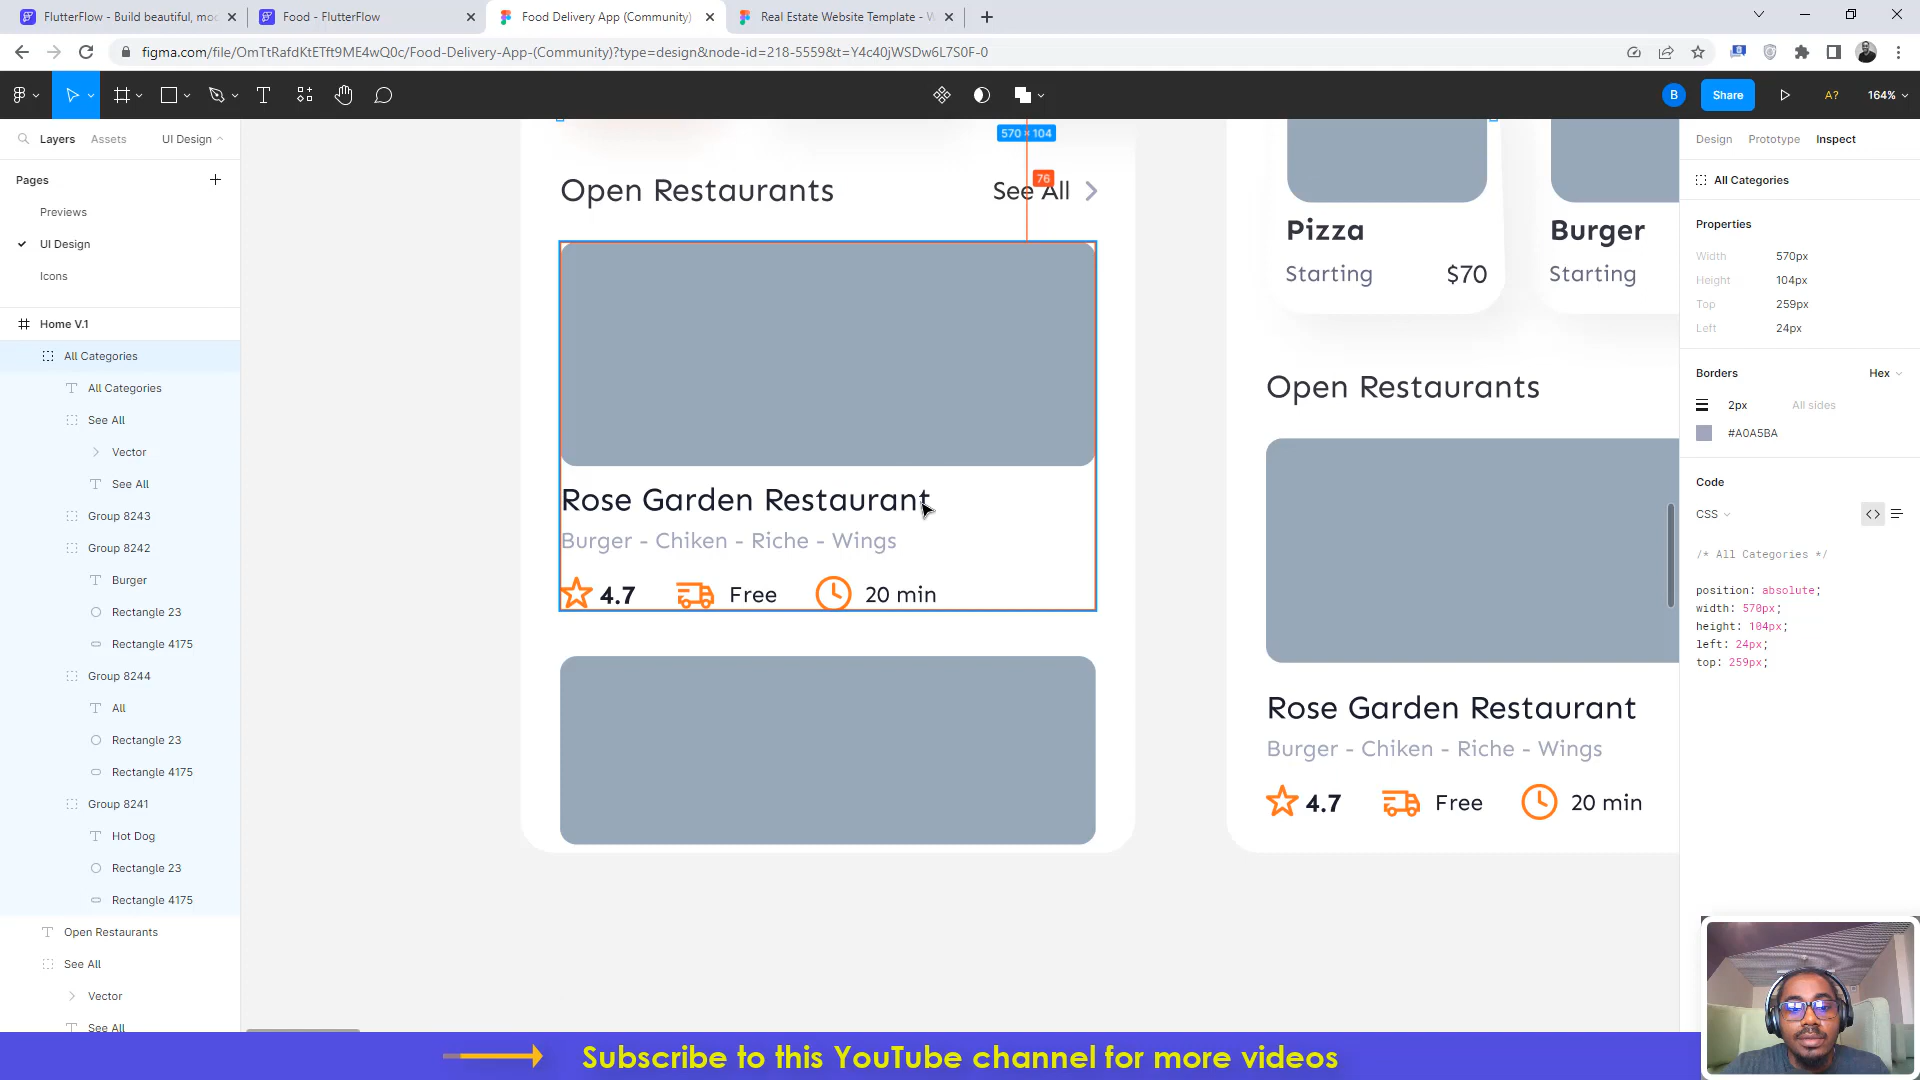 FlutterFlow - Build beautiful, mo
Food - FlutterFlow
Food Delivery App (Community)
Real Estate Website Template - W
figma.com/file/OmTtRafdKtETft9ME4wQ0c/Food-Delivery-App-(Community)?type=design&node-id=218-5559&t=Y4c40jWSDw6L7S0F-0
B
Share
A?
164%
Layers
Assets
UI Design
Pages
Previews
UI Design
Icons
Home V.1
All Categories
All Categories
See All
Vector
See All
Group 8243
Group 8242
Burger
Rectangle 23
Rectangle 4175
Group 8244
All
Rectangle 23
Rectangle 4175
Group 8241
Hot Dog
Rectangle 23
Rectangle 4175
Open Restaurants
See All
Vector
See All
570 × 104
76
Open Restaurants
See All
Rose Garden Restaurant
Burger - Chiken - Riche - Wings
4.7
Free
20 min
Pizza
Starting
$70
Burger
Starting
Open Restaurants
Rose Garden Restaurant
Burger - Chiken - Riche - Wings
4.7
Free
20 min
Design
Prototype
Inspect
All Categories
Properties
Width
570px
Height
104px
Top
259px
Left
24px
Borders
Hex
2px
All sides
#A0A5BA
Code
CSS
/* All Categories */
position: absolute;
width: 570px;
height: 104px;
left: 24px;
top: 259px;
Subscribe to this YouTube channel for more videos